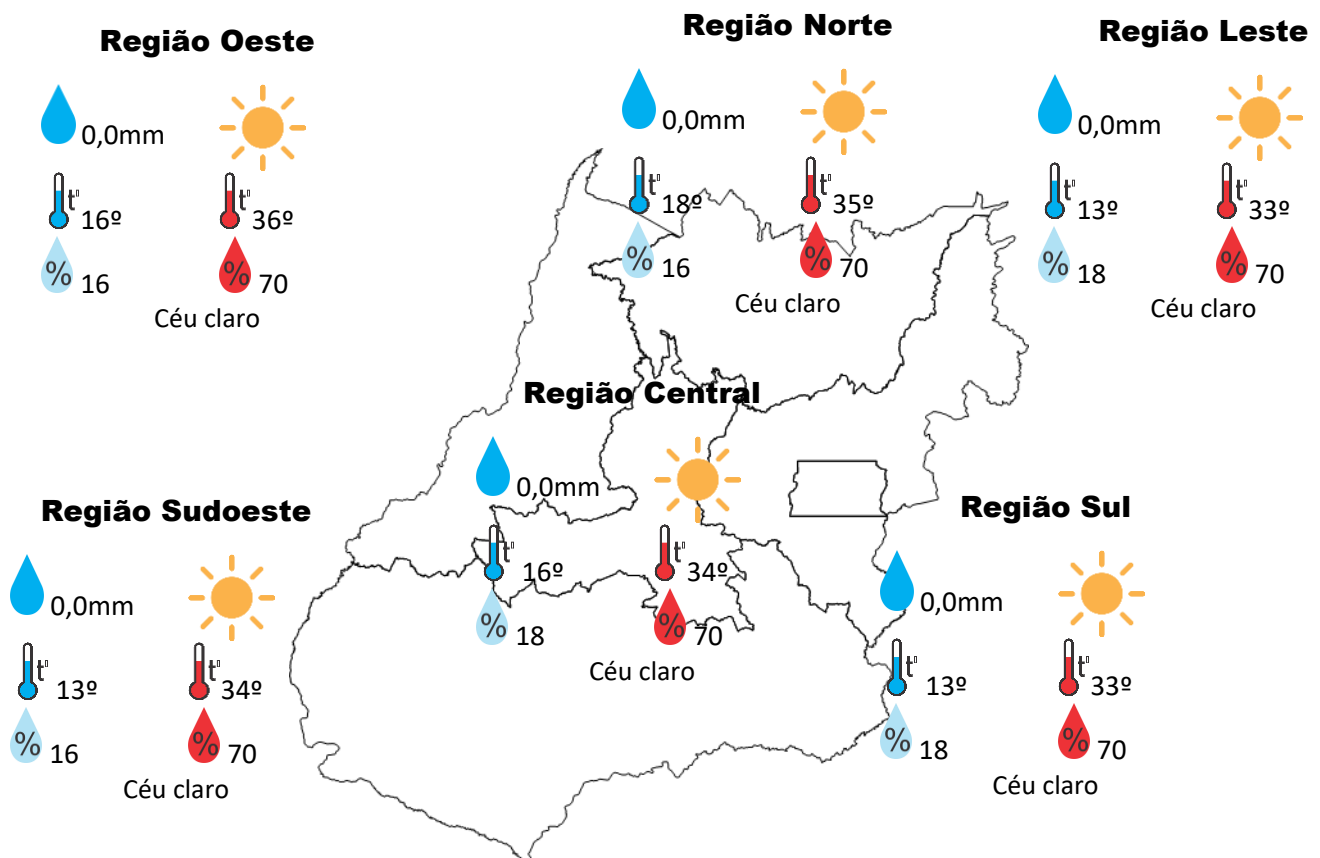 Região Oeste
0,0mm
t° t°
16º 36º
% %
16 70
Céu claro
Região Norte
0,0mm
t° t°
18º 35º
% %
16 70
Céu claro
Região Leste
0,0mm
t° t°
13º 33º
% %
18 70
Céu claro
Região Central
0,0mm
t° t°
16º 34º
% %
18 70
Céu claro
Região Sudoeste
0,0mm
t° t°
13º 34º
% %
16 70
Céu claro
Região Sul
0,0mm
t° t°
13º 33º
% %
18 70
Céu claro